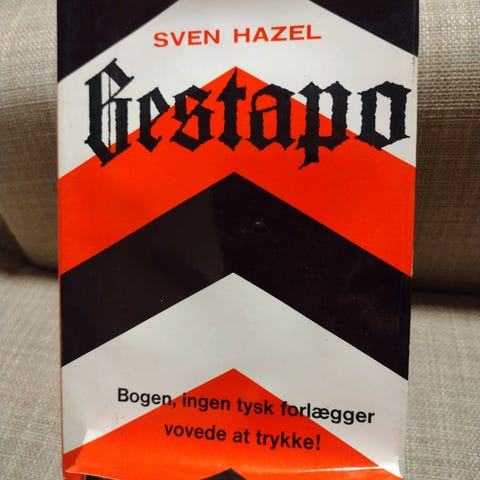 SVEN HAZEL
Gestapo
Bogen, ingen tysk forlægger
vovede at trykke!